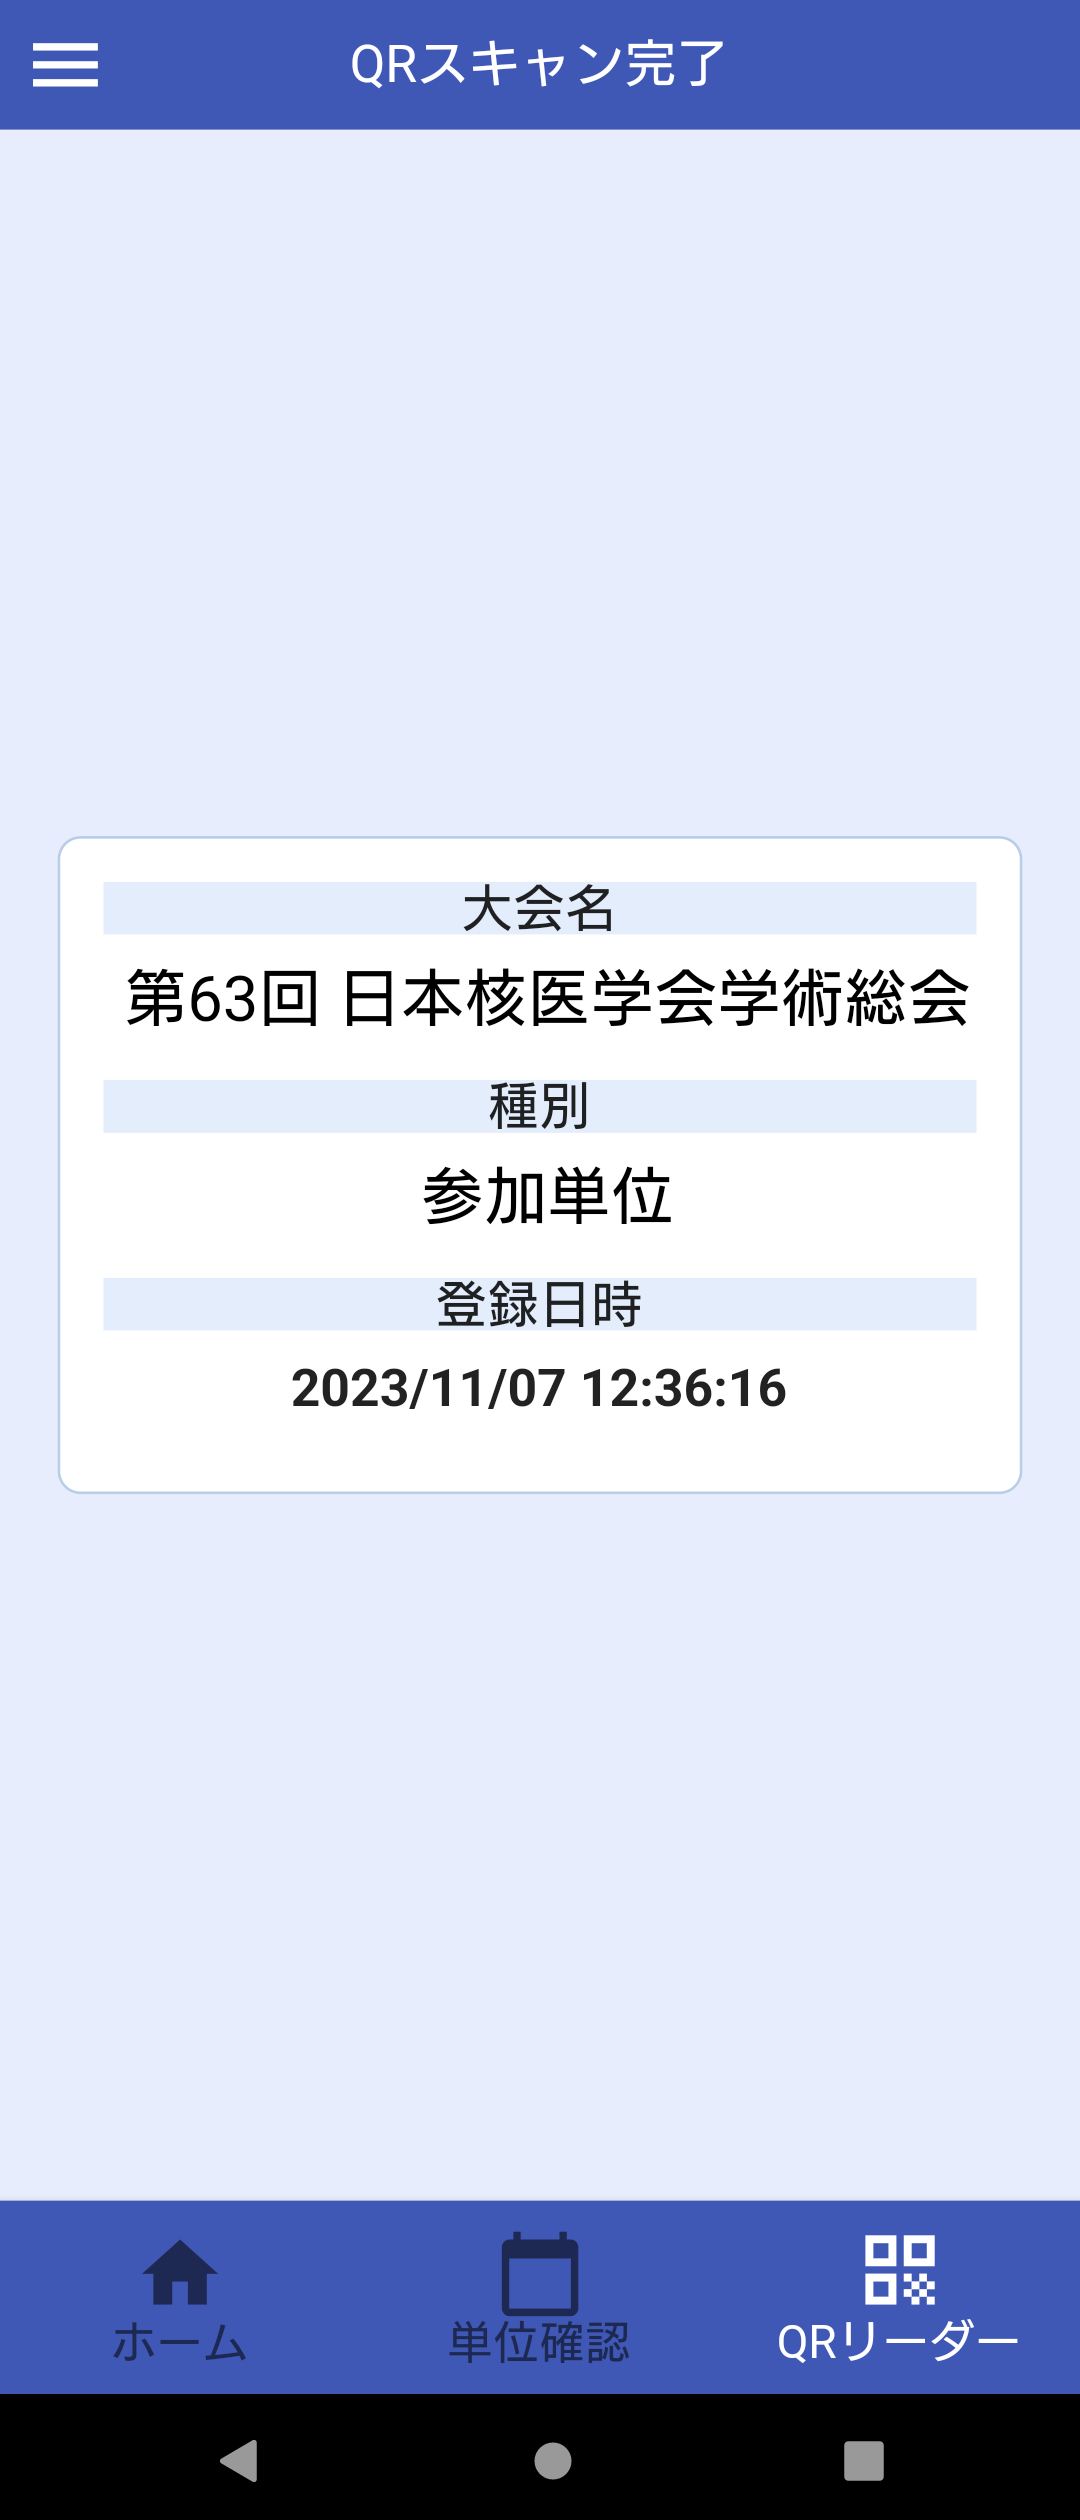 QRスキャン完了
大会名
第63回 日本核医学会学術総会
種別
参加単位
登録日時
2023/11/07 12:36:16
ホーム
単位確認
QRリーダー